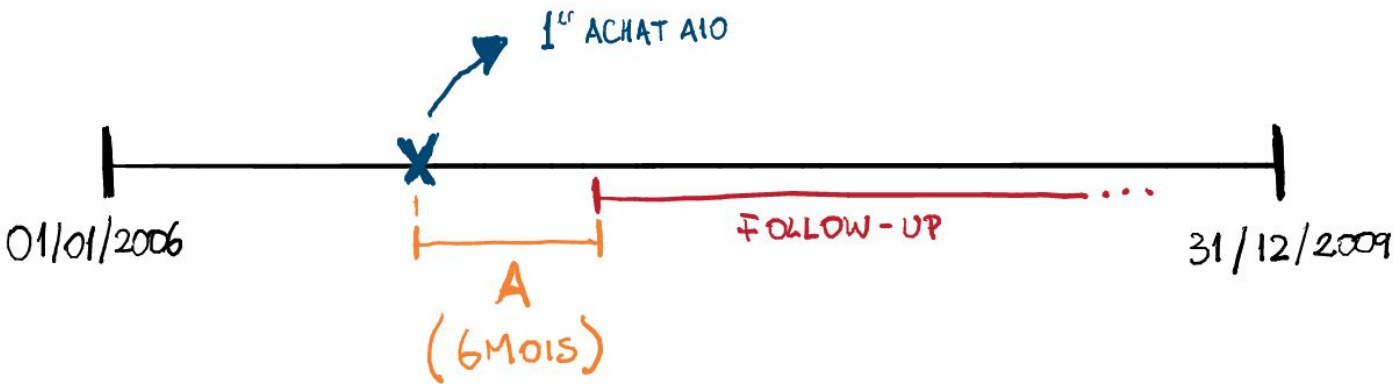 1er ACHAT AIO
01/01/2006
FOLLOW-UP
31/12/2009
A
(6MOIS)